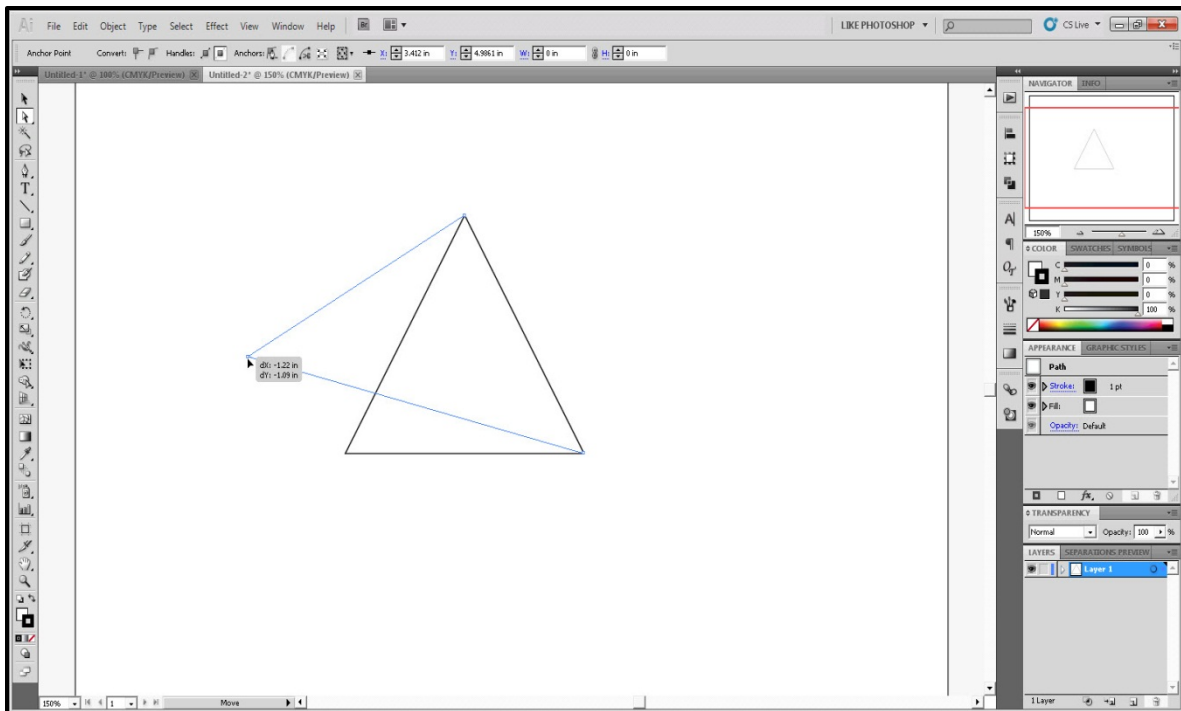 Ai File Edit Object Type Select Effect View Window Help Br LIKE PHOTOSHOP CS Live
Anchor Point Convert: Handles: Anchors: X: 3.412 in Y: 4.9861 in W: 0 in H: 0 in
Untitled-1* @ 100% (CMYK/Preview) Untitled-2* @ 150% (CMYK/Preview)
NAVIGATOR INFO
150%
COLOR SWATCHES SYMBOLS
C 0 %
M 0 %
Y 0 %
K 100 %
APPEARANCE GRAPHIC STYLES
Path
Stroke: 1 pt
Fill:
Opacity: Default
fx
TRANSPARENCY
Normal Opacity: 100 %
LAYERS SEPARATIONS PREVIEW
Layer 1
1 Layer
dX: -1.22 in
dY: -1.09 in
150% 1 Move